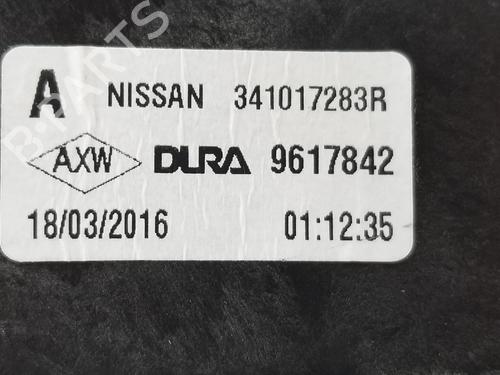 B-PARTS
A NISSAN 341017283R
AXW DURA 9617842
18/03/2016 01:12:35